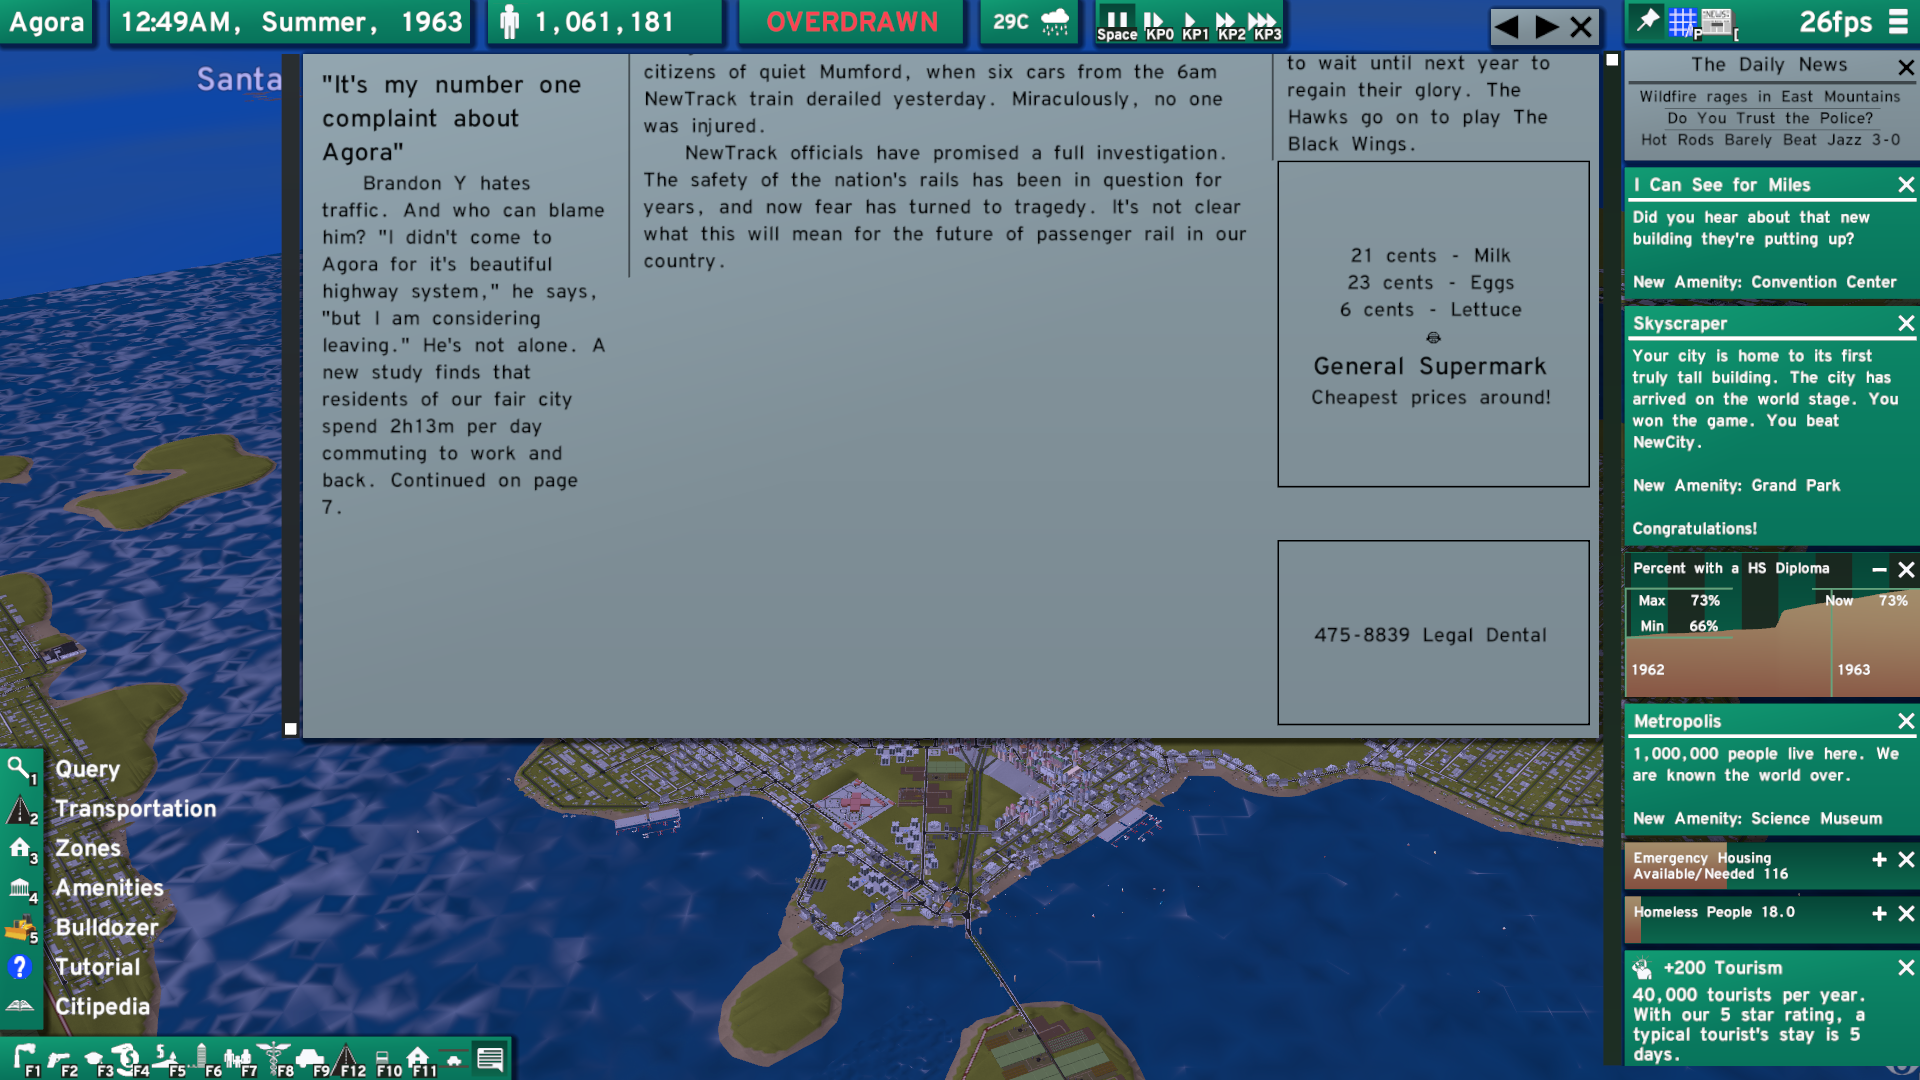 Agora
12:49AM, Summer, 1963
1,061,181
OVERDRAWN
29C
Space
KP0
KP1
KP2
KP3
P
[
26fps
Santa
"It's my number one
complaint about
Agora"
Brandon Y hates
traffic. And who can blame
him? "I didn't come to
Agora for it's beautiful
highway system," he says,
"but I am considering
leaving." He's not alone. A
new study finds that
residents of our fair city
spend 2h13m per day
commuting to work and
back. Continued on page
7.
citizens of quiet Mumford, when six cars from the 6am
NewTrack train derailed yesterday. Miraculously, no one
was injured.
NewTrack officials have promised a full investigation.
The safety of the nation's rails has been in question for
years, and now fear has turned to tragedy. It's not clear
what this will mean for the future of passenger rail in our
country.
to wait until next year to
regain their glory. The
Hawks go on to play The
Black Wings.
21 cents - Milk
23 cents - Eggs
6 cents - Lettuce
General Supermark
Cheapest prices around!
475-8839 Legal Dental
The Daily News
Wildfire rages in East Mountains
Do You Trust the Police?
Hot Rods Barely Beat Jazz 3-0
I Can See for Miles
Did you hear about that new
building they're putting up?
New Amenity: Convention Center
Skyscraper
Your city is home to its first
truly tall building. The city has
arrived on the world stage. You
won the game. You beat
NewCity.
New Amenity: Grand Park
Congratulations!
Percent with a HS Diploma
Max 73%
Now 73%
Min 66%
1962
1963
Metropolis
1,000,000 people live here. We
are known the world over.
New Amenity: Science Museum
Emergency Housing
Available/Needed 116
Homeless People 18.0
+200 Tourism
40,000 tourists per year.
With our 5 star rating, a
typical tourist's stay is 5
days.
1 Query
2 Transportation
3 Zones
4 Amenities
5 Bulldozer
? Tutorial
Citipedia
F1
F2
F3
F4
F5
F6
F7
F8
F9
F12
F10
F11